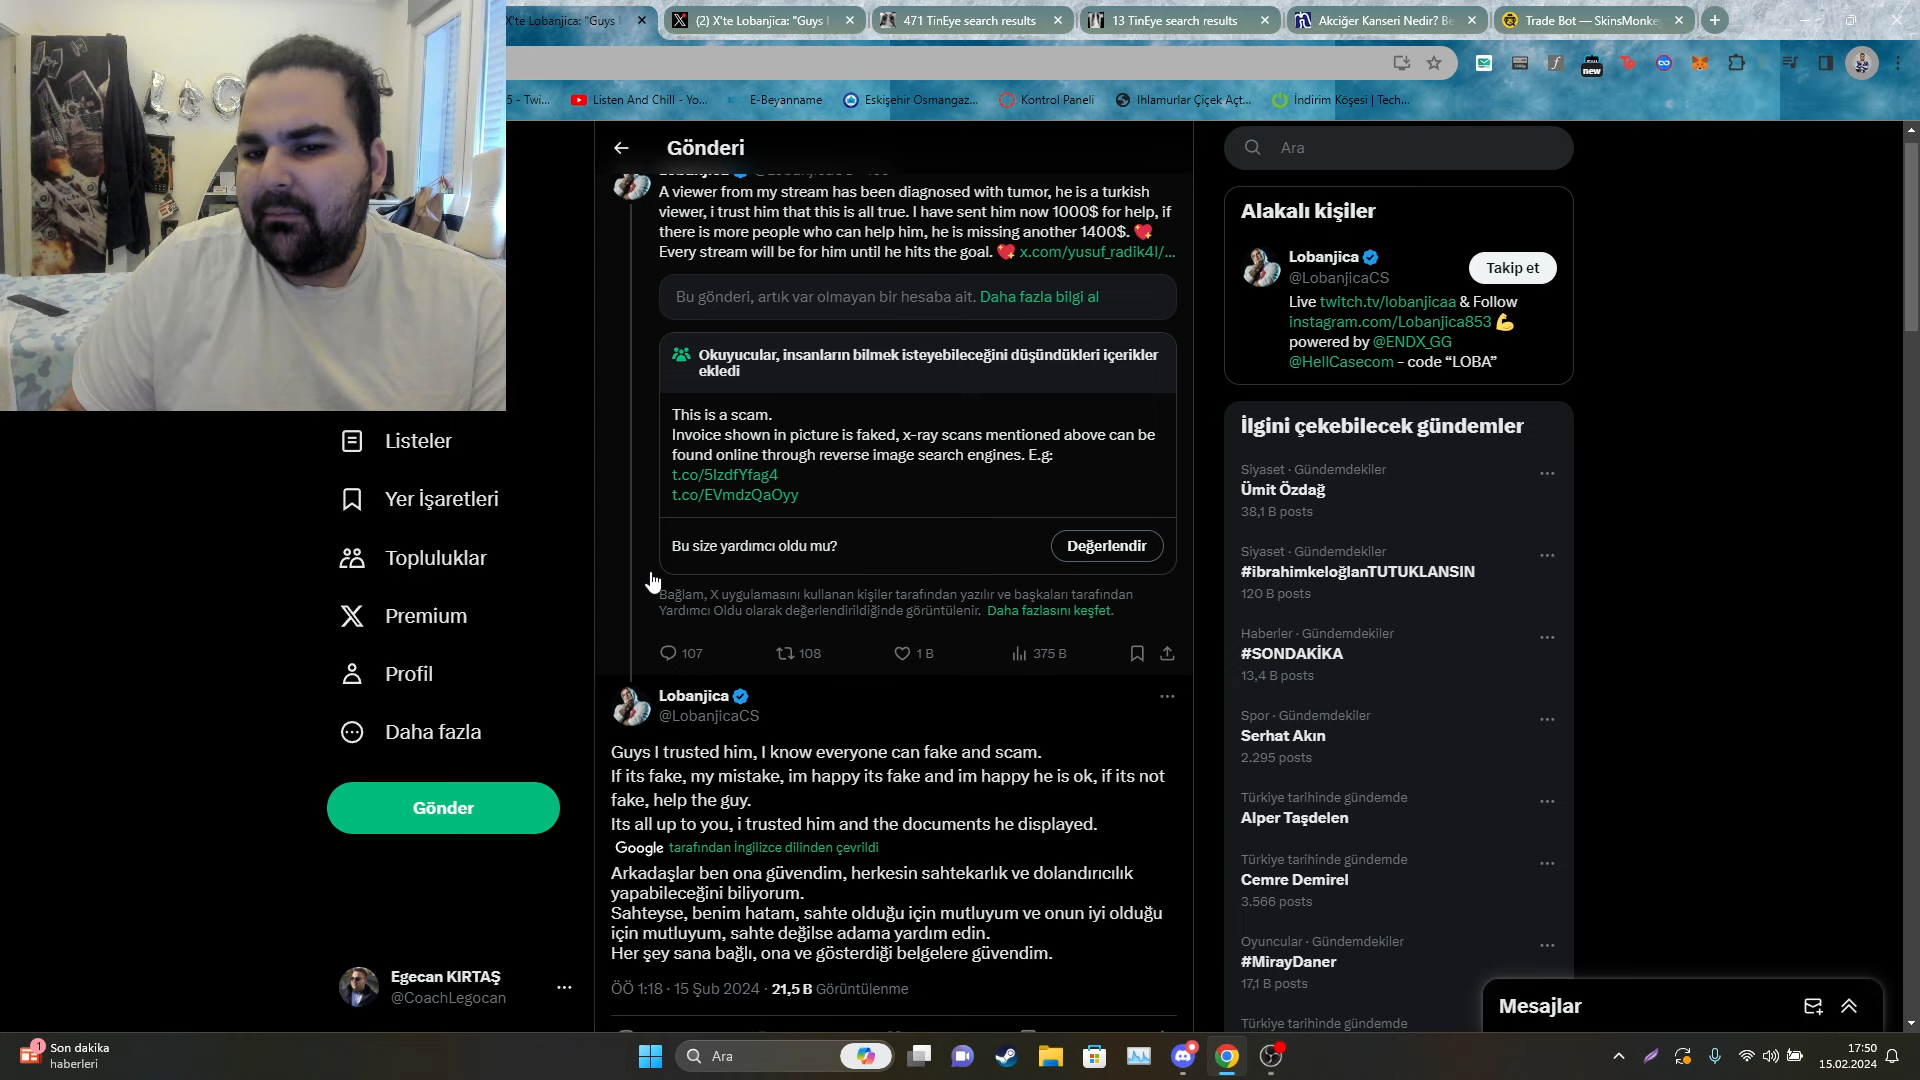 X'te Lobanjica: "Guys I
(2) X'te Lobanjica: "Guys I
471 TinEye search results
13 TinEye search results
Akciğer Kanseri Nedir? Be
Trade Bot — SkinsMonkey
new
5 - Twi...
Listen And Chill - Yo...
E-Beyanname
Eskişehir Osmangaz...
Kontrol Paneli
Ihlamurlar Çiçek Açt...
İndirim Köşesi | Tech...
Gönderi
A viewer from my stream has been diagnosed with tumor, he is a turkish
viewer, i trust him that this is all true. I have sent him now 1000$ for help, if
there is more people who can help him, he is missing another 1400$. 💖
Every stream will be for him until he hits the goal. 💖 x.com/yusuf_radik4l/...
Bu gönderi, artık var olmayan bir hesaba ait. Daha fazla bilgi al
Okuyucular, insanların bilmek isteyebileceğini düşündükleri içerikler
ekledi
This is a scam.
Invoice shown in picture is faked, x-ray scans mentioned above can be
found online through reverse image search engines. E.g:
t.co/5IzdfYfag4
t.co/EVmdzQaOyy
Bu size yardımcı oldu mu?
Değerlendir
Bağlam, X uygulamasını kullanan kişiler tarafından yazılır ve başkaları tarafından
Yardımcı Oldu olarak değerlendirildiğinde görüntülenir. Daha fazlasını keşfet.
107
108
1 B
375 B
Lobanjica
@LobanjicaCS
Guys I trusted him, I know everyone can fake and scam.
If its fake, my mistake, im happy its fake and im happy he is ok, if its not
fake, help the guy.
Its all up to you, i trusted him and the documents he displayed.
Google tarafından İngilizce dilinden çevrildi
Arkadaşlar ben ona güvendim, herkesin sahtekarlık ve dolandırıcılık
yapabileceğini biliyorum.
Sahteyse, benim hatam, sahte olduğu için mutluyum ve onun iyi olduğu
için mutluyum, sahte değilse adama yardım edin.
Her şey sana bağlı, ona ve gösterdiği belgelere güvendim.
ÖÖ 1:18 · 15 Şub 2024 · 21,5 B Görüntülenme
Listeler
Yer İşaretleri
Topluluklar
Premium
Profil
Daha fazla
Gönder
Egecan KIRTAŞ
@CoachLegocan
Ara
Alakalı kişiler
Lobanjica
@LobanjicaCS
Takip et
Live twitch.tv/lobanjicaa & Follow
instagram.com/Lobanjica853 💪
powered by @ENDX_GG
@HellCasecom - code “LOBA”
İlgini çekebilecek gündemler
Siyaset · Gündemdekiler
Ümit Özdağ
38,1 B posts
Siyaset · Gündemdekiler
#ibrahimkeloğlanTUTUKLANSIN
120 B posts
Haberler · Gündemdekiler
#SONDAKİKA
13,4 B posts
Spor · Gündemdekiler
Serhat Akın
2.295 posts
Türkiye tarihinde gündemde
Alper Taşdelen
Türkiye tarihinde gündemde
Cemre Demirel
3.566 posts
Oyuncular · Gündemdekiler
#MirayDaner
17,1 B posts
Türkiye tarihinde gündemde
Mesajlar
1
Son dakika
haberleri
Ara
17:50
15.02.2024